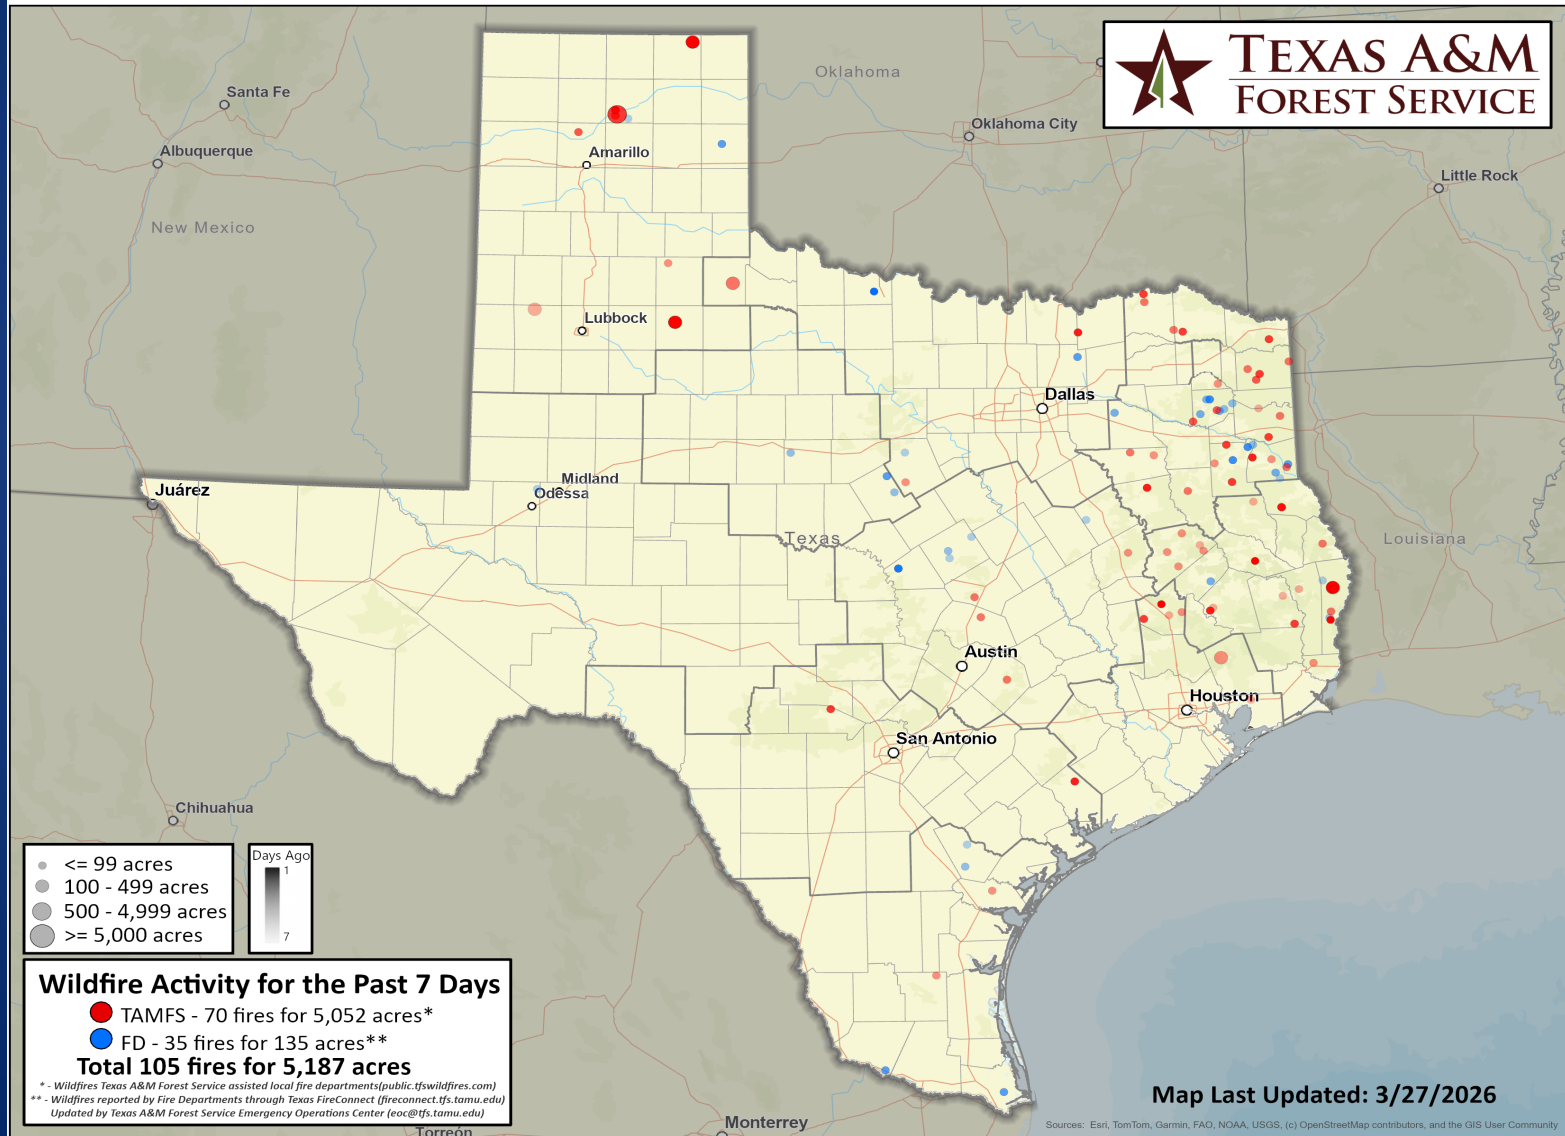 TEXAS A&M
FOREST SERVICE
Oklahoma
Santa Fe
Oklahoma City
Albuquerque
Amarillo
Little Rock
New Mexico
Lubbock
Dallas
Midland
Odessa
Juárez
Texas
Louisiana
Austin
Houston
San Antonio
Chihuahua
<= 99 acres
100 - 499 acres
500 - 4,999 acres
>= 5,000 acres
Days Ago
1
7
Wildfire Activity for the Past 7 Days
TAMFS - 70 fires for 5,052 acres*
FD - 35 fires for 135 acres**
Total 105 fires for 5,187 acres
* - Wildfires Texas A&M Forest Service assisted local fire departments(public.tfswildfires.com)
** - Wildfires reported by Fire Departments through Texas FireConnect (fireconnect.tfs.tamu.edu)
Updated by Texas A&M Forest Service Emergency Operations Center (eoc@tfs.tamu.edu)
Map Last Updated: 3/27/2026
Sources: Esri, TomTom, Garmin, FAO, NOAA, USGS, (c) OpenStreetMap contributors, and the GIS User Community
Monterrey
Torreón